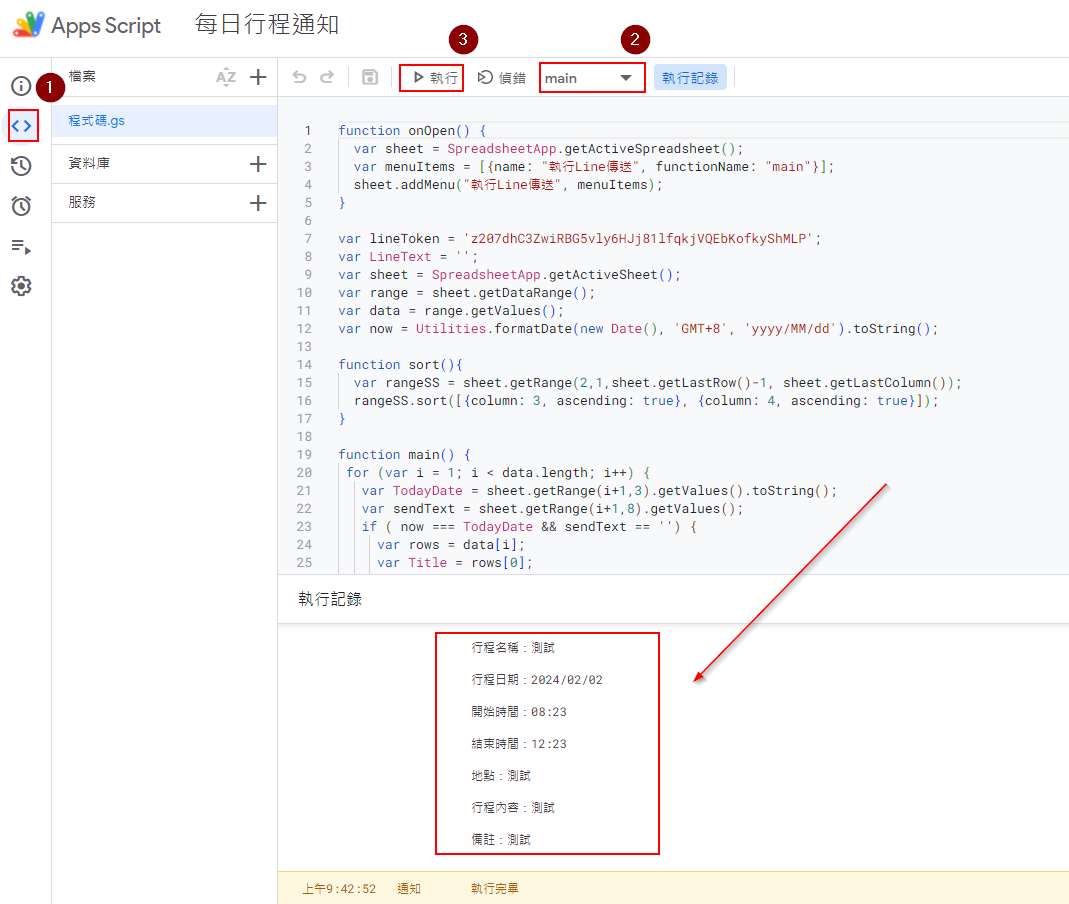 Apps Script 每日行程通知
3
2
1
檔案 AZ
執行 偵錯 main 執行記錄
程式碼.gs
資料庫
服務
1 function onOpen() {
2 var sheet = SpreadsheetApp.getActiveSpreadsheet();
3 var menuItems = [{name: "執行Line傳送", functionName: "main"}];
4 sheet.addMenu("執行Line傳送", menuItems);
5 }
6
7 var lineToken = 'z207dhC3ZwiRBG5vly6HJj81lfqkjVQEbKofkyShMLP';
8 var LineText = '';
9 var sheet = SpreadsheetApp.getActiveSheet();
10 var range = sheet.getDataRange();
11 var data = range.getValues();
12 var now = Utilities.formatDate(new Date(), 'GMT+8', 'yyyy/MM/dd').toString();
13
14 function sort(){
15 var rangeSS = sheet.getRange(2,1,sheet.getLastRow()-1, sheet.getLastColumn());
16 rangeSS.sort([{column: 3, ascending: true}, {column: 4, ascending: true}]);
17 }
18
19 function main() {
20 for (var i = 1; i < data.length; i++) {
21 var TodayDate = sheet.getRange(i+1,3).getValues().toString();
22 var sendText = sheet.getRange(i+1,8).getValues();
23 if ( now === TodayDate && sendText == '') {
24 var rows = data[i];
25 var Title = rows[0];
執行記錄
行程名稱：測試
行程日期：2024/02/02
開始時間：08:23
結束時間：12:23
地點：測試
行程內容：測試
備註：測試
上午9:42:52 通知 執行完畢